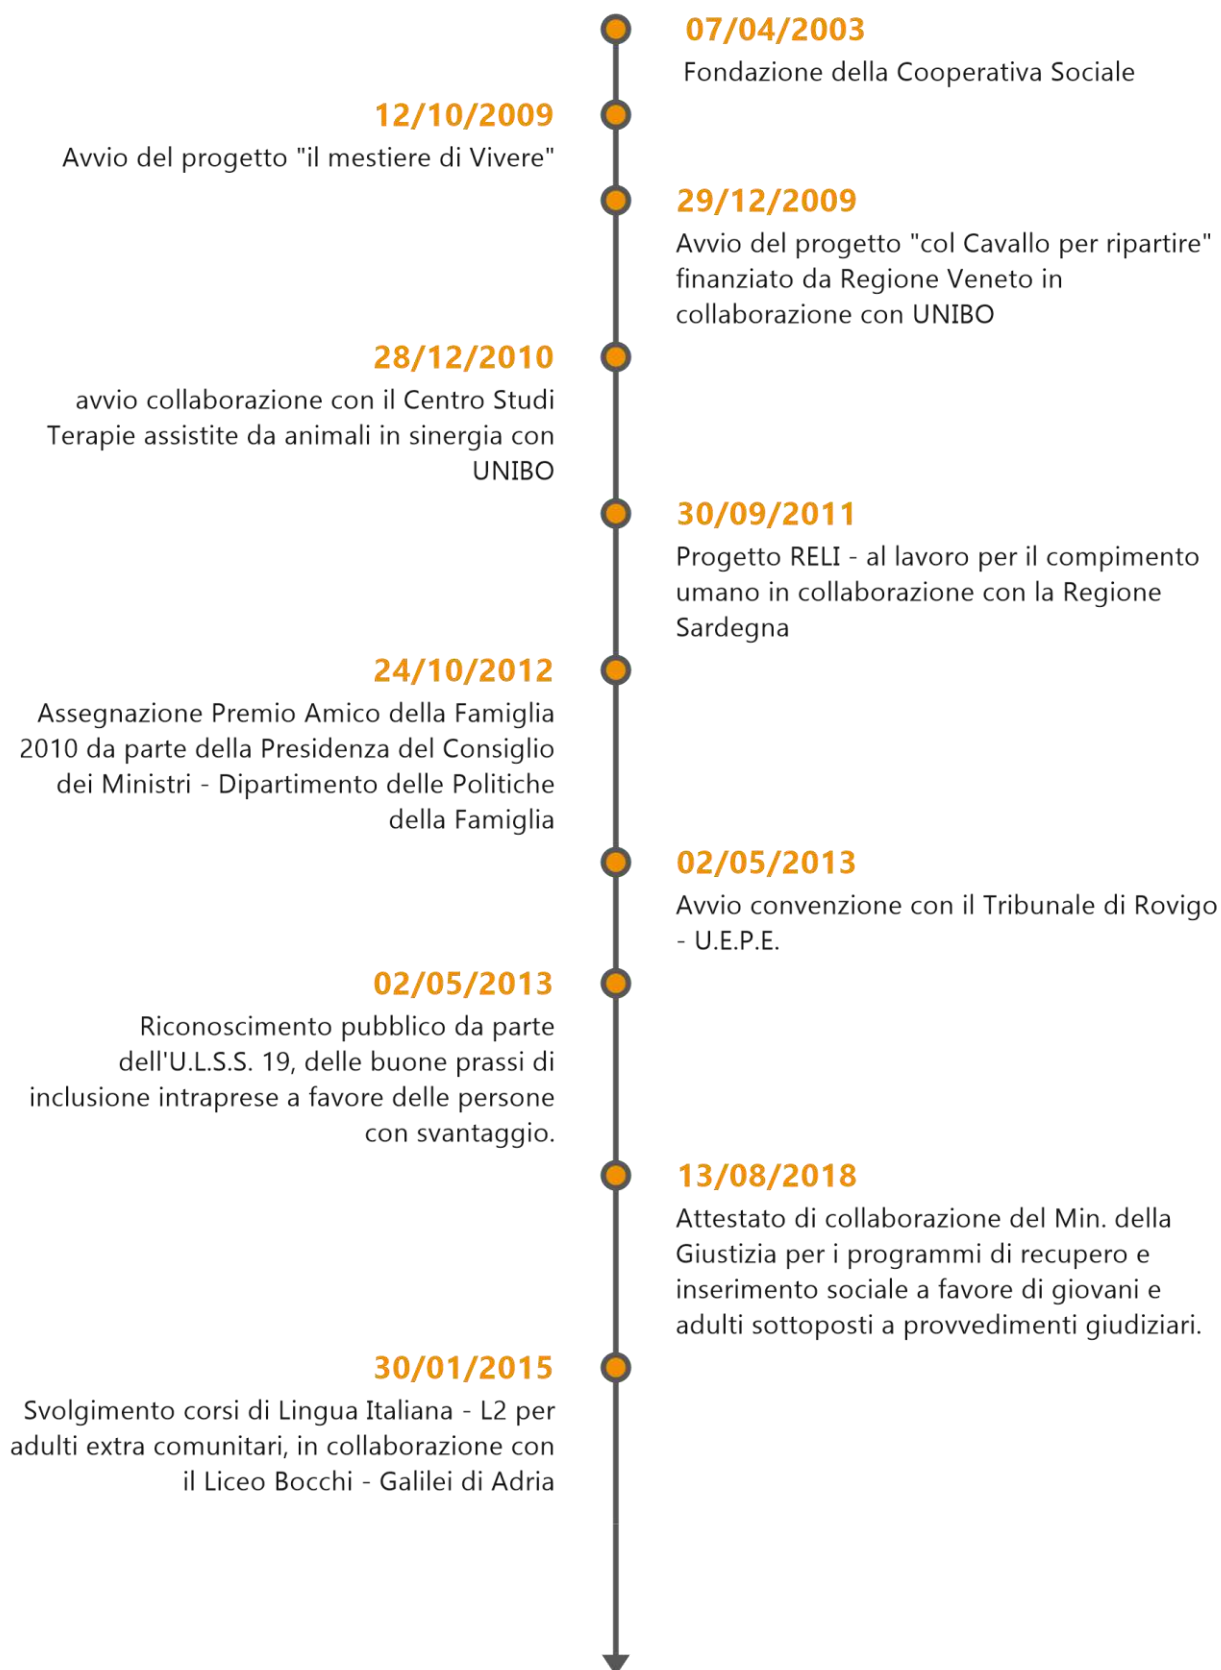 07/04/2003
Fondazione della Cooperativa Sociale
12/10/2009
Avvio del progetto "il mestiere di Vivere"
29/12/2009
Avvio del progetto "col Cavallo per ripartire"
finanziato da Regione Veneto in
collaborazione con UNIBO
28/12/2010
avvio collaborazione con il Centro Studi
Terapie assistite da animali in sinergia con
UNIBO
30/09/2011
Progetto RELI - al lavoro per il compimento
umano in collaborazione con la Regione
Sardegna
24/10/2012
Assegnazione Premio Amico della Famiglia
2010 da parte della Presidenza del Consiglio
dei Ministri - Dipartimento delle Politiche
della Famiglia
02/05/2013
Avvio convenzione con il Tribunale di Rovigo
- U.E.P.E.
02/05/2013
Riconoscimento pubblico da parte
dell'U.L.S.S. 19, delle buone prassi di
inclusione intraprese a favore delle persone
con svantaggio.
13/08/2018
Attestato di collaborazione del Min. della
Giustizia per i programmi di recupero e
inserimento sociale a favore di giovani e
adulti sottoposti a provvedimenti giudiziari.
30/01/2015
Svolgimento corsi di Lingua Italiana - L2 per
adulti extra comunitari, in collaborazione con
il Liceo Bocchi - Galilei di Adria